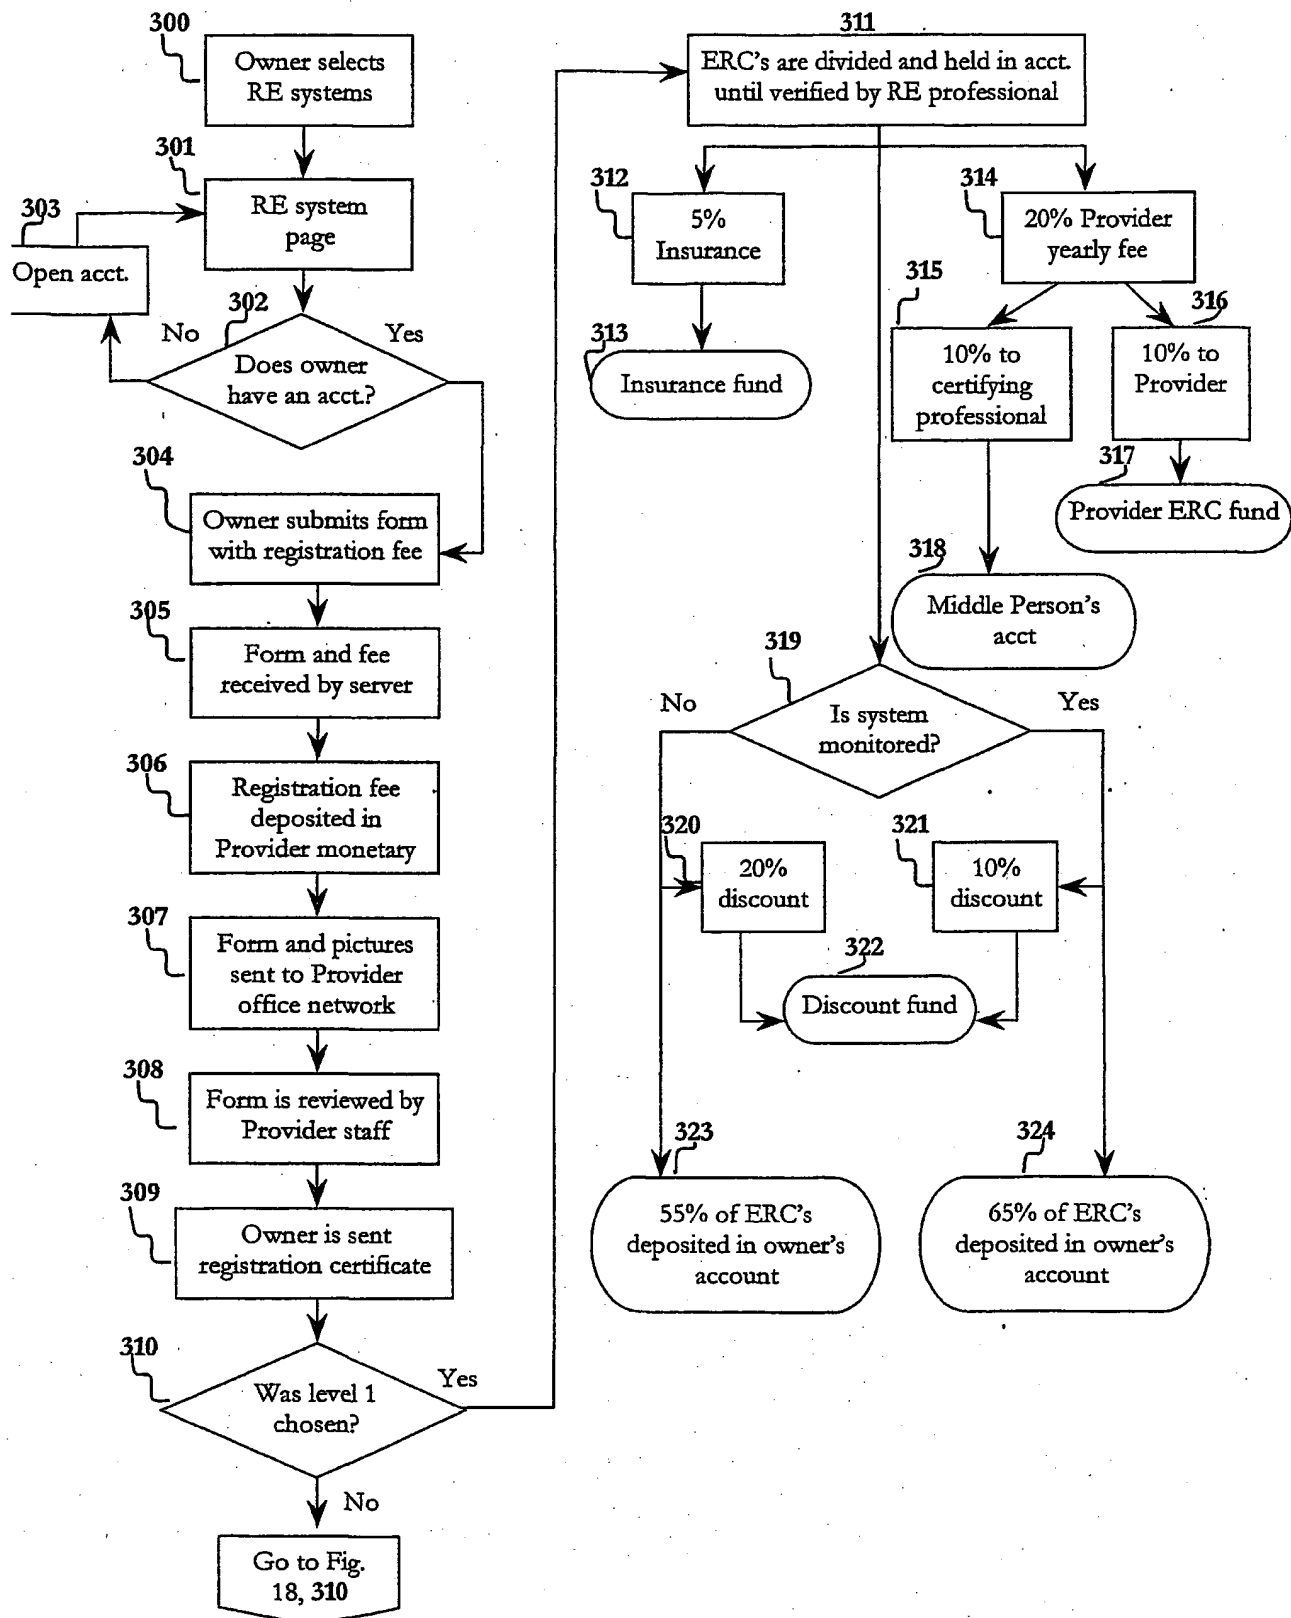 300
Owner selects
RE systems
301
RE system
page
303
Open acct.
302
No
Yes
Does owner
have an acct.?
304
Owner submits form
with registration fee
305
Form and fee
received by server
306
Registration fee
deposited in
Provider monetary
307
Form and pictures
sent to Provider
office network
308
Form is reviewed by
Provider staff
309
Owner is sent
registration certificate
310
Yes
Was level 1
chosen?
No
Go to Fig.
18, 310
311
ERC's are divided and held in acct.
until verified by RE professional
312
5%
Insurance
313
Insurance fund
314
20% Provider
yearly fee
315
10% to
certifying
professional
316
10% to
Provider
317
Provider ERC fund
318
Middle Person's
acct
319
No
Yes
Is system
monitored?
320
20%
discount
321
10%
discount
322
Discount fund
323
55% of ERC's
deposited in owner's
account
324
65% of ERC's
deposited in owner's
account